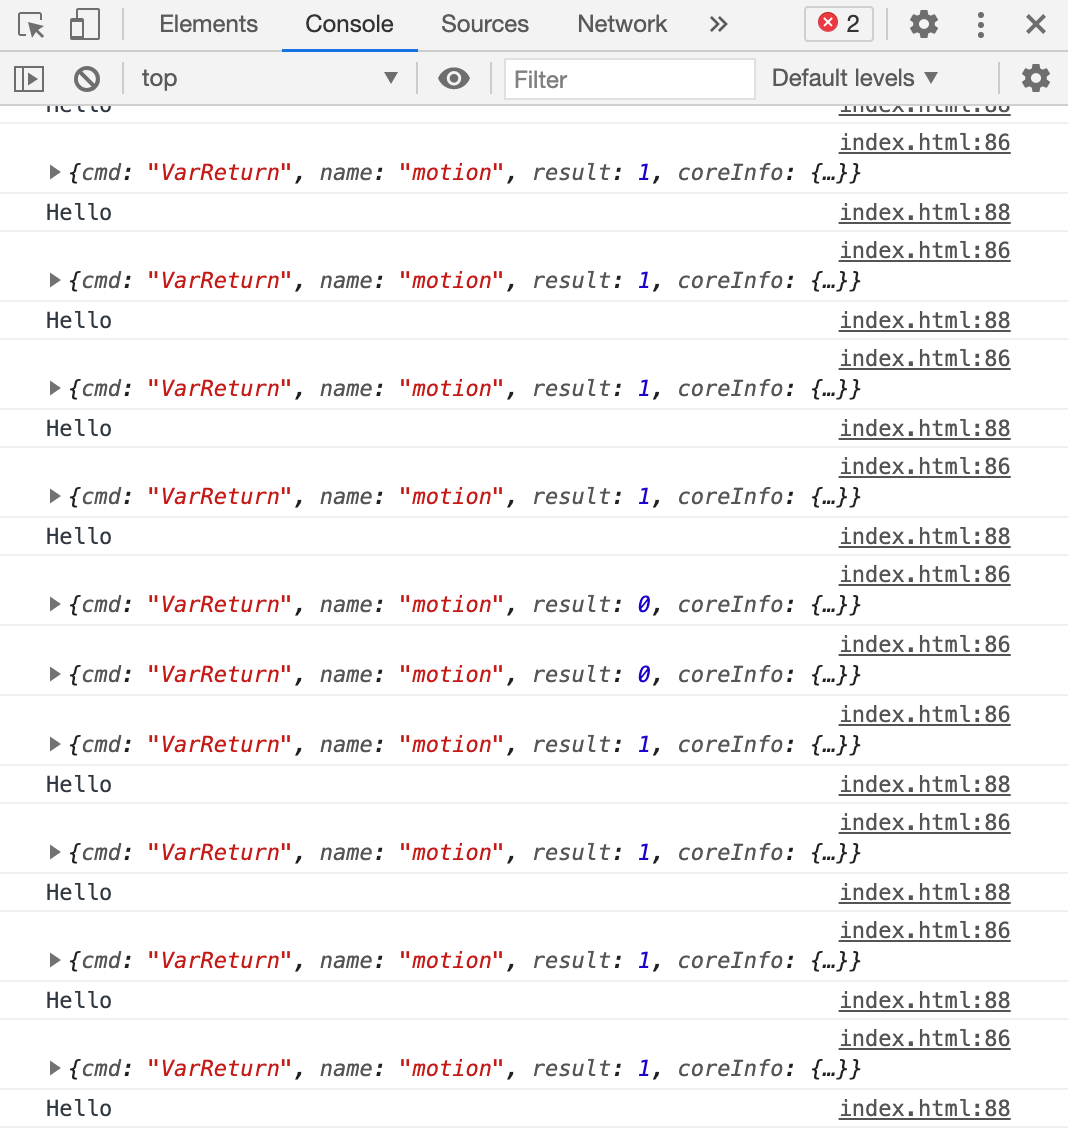 Elements Console Sources Network 2
top Filter Default levels
Hello index.html:88
index.html:86
{cmd: "VarReturn", name: "motion", result: 1, coreInfo: {…}}
Hello index.html:88
index.html:86
{cmd: "VarReturn", name: "motion", result: 1, coreInfo: {…}}
Hello index.html:88
index.html:86
{cmd: "VarReturn", name: "motion", result: 1, coreInfo: {…}}
Hello index.html:88
index.html:86
{cmd: "VarReturn", name: "motion", result: 1, coreInfo: {…}}
Hello index.html:88
index.html:86
{cmd: "VarReturn", name: "motion", result: 0, coreInfo: {…}}
index.html:86
{cmd: "VarReturn", name: "motion", result: 0, coreInfo: {…}}
index.html:86
{cmd: "VarReturn", name: "motion", result: 1, coreInfo: {…}}
Hello index.html:88
index.html:86
{cmd: "VarReturn", name: "motion", result: 1, coreInfo: {…}}
Hello index.html:88
index.html:86
{cmd: "VarReturn", name: "motion", result: 1, coreInfo: {…}}
Hello index.html:88
index.html:86
{cmd: "VarReturn", name: "motion", result: 1, coreInfo: {…}}
Hello index.html:88